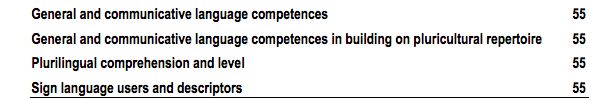 General and communicative language competences 55
General and communicative language competences in building on pluricultural repertoire 55
Plurilingual comprehension and level 55
Sign language users and descriptors 55